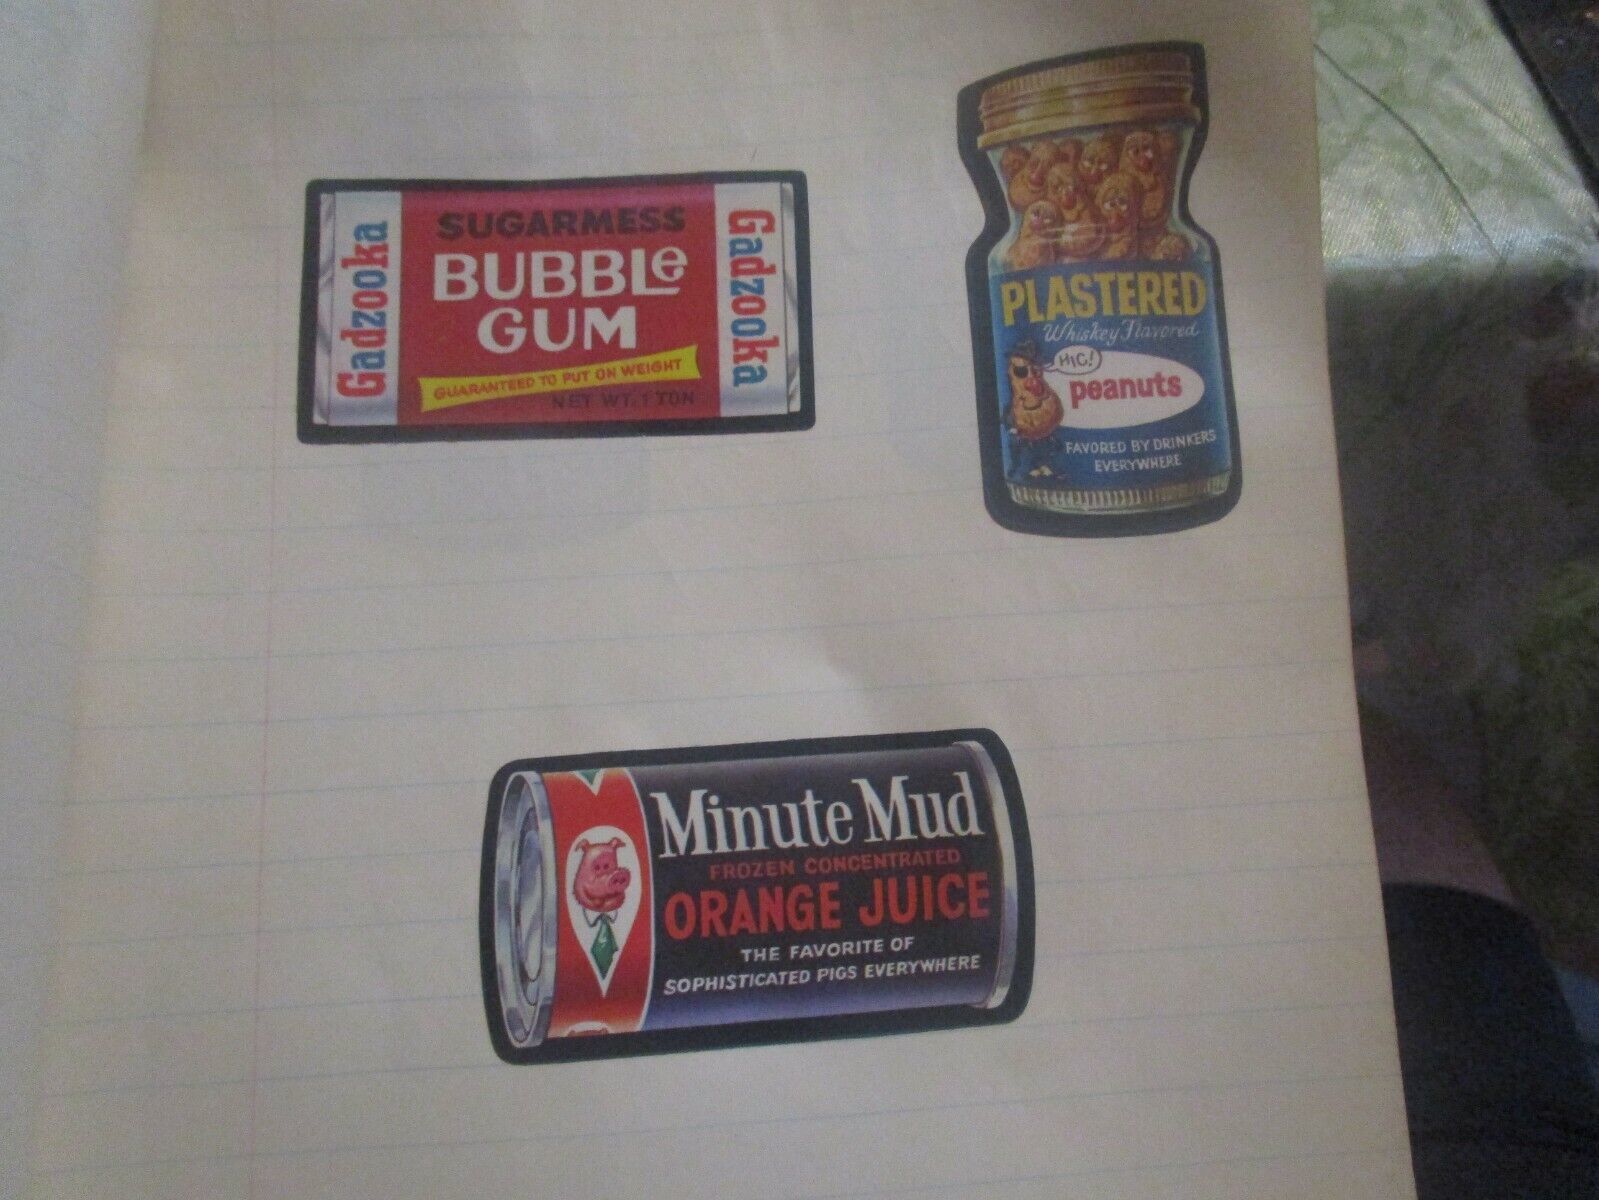 Gadzooka
SUGARMESS
BUBBLe
GUM
GUARANTEED TO PUT ON WEIGHT
NET WT. 1 TON
Gadzooka
PLASTERED
Whiskey Flavored
HIC!
peanuts
FAVORED BY DRINKERS
EVERYWHERE
Minute Mud
FROZEN CONCENTRATED
ORANGE JUICE
THE FAVORITE OF
SOPHISTICATED PIGS EVERYWHERE